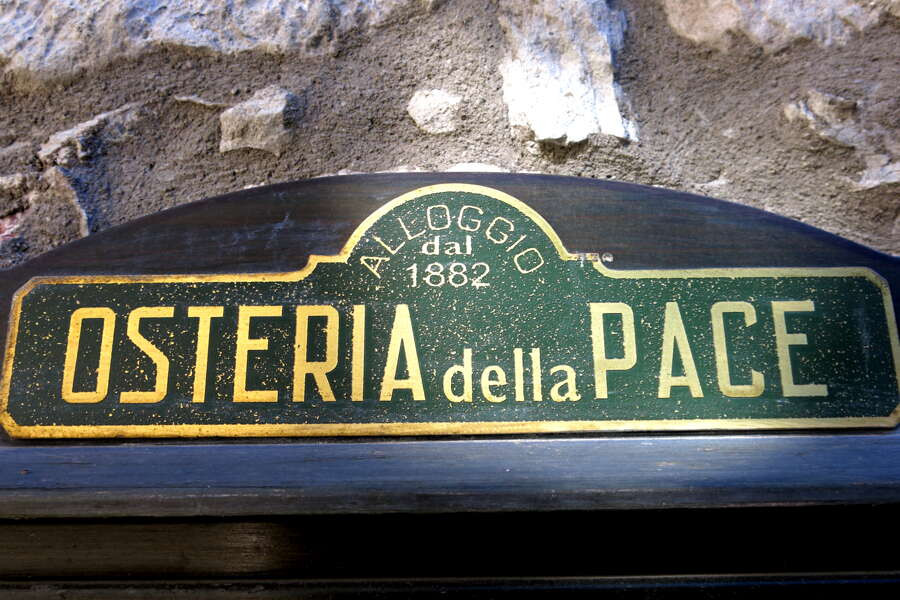 ALLOGGIO
dal
1882
OSTERIA della PACE